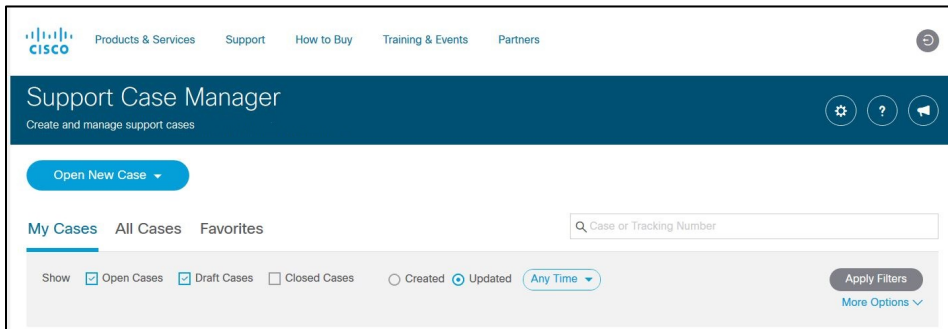 CISCO
Products & Services Support How to Buy Training & Events Partners
Support Case Manager
Create and manage support cases
?
Open New Case
My Cases All Cases Favorites
Case or Tracking Number
Show Open Cases Draft Cases Closed Cases Created Updated Any Time Apply Filters
More Options